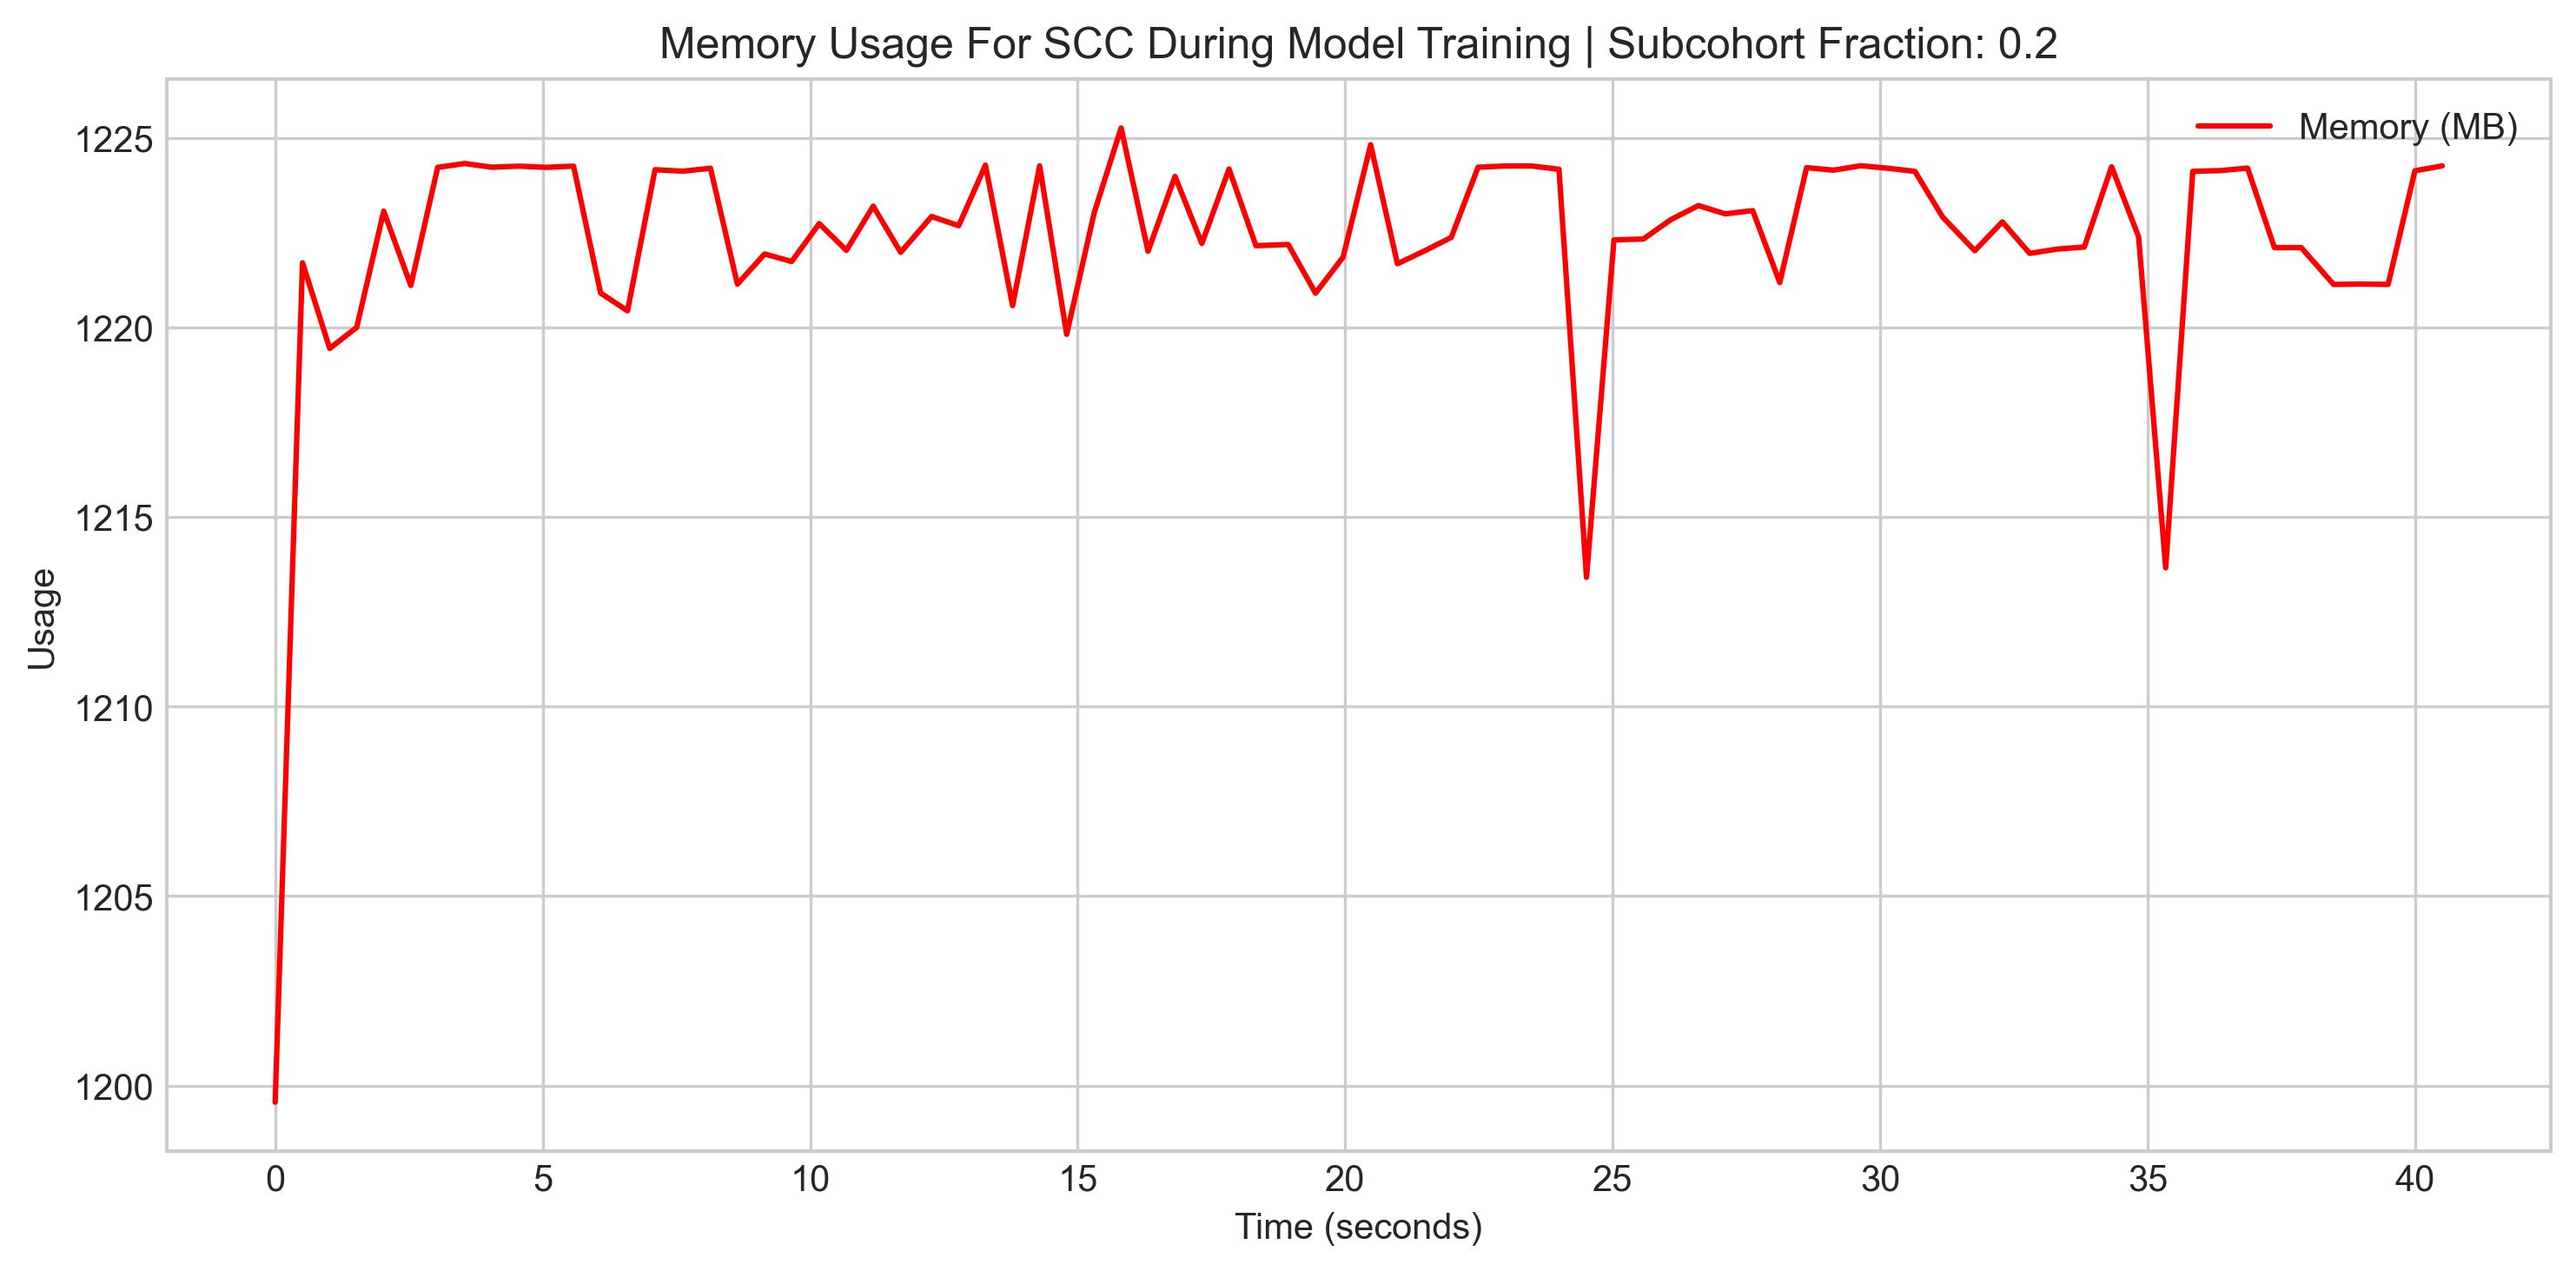 Memory Usage For SCC During Model Training | Subcohort Fraction: 0.2
Memory (MB)
1225
1220
1215
1210
1205
1200
Usage
0 5 10 15 20 25 30 35 40
Time (seconds)